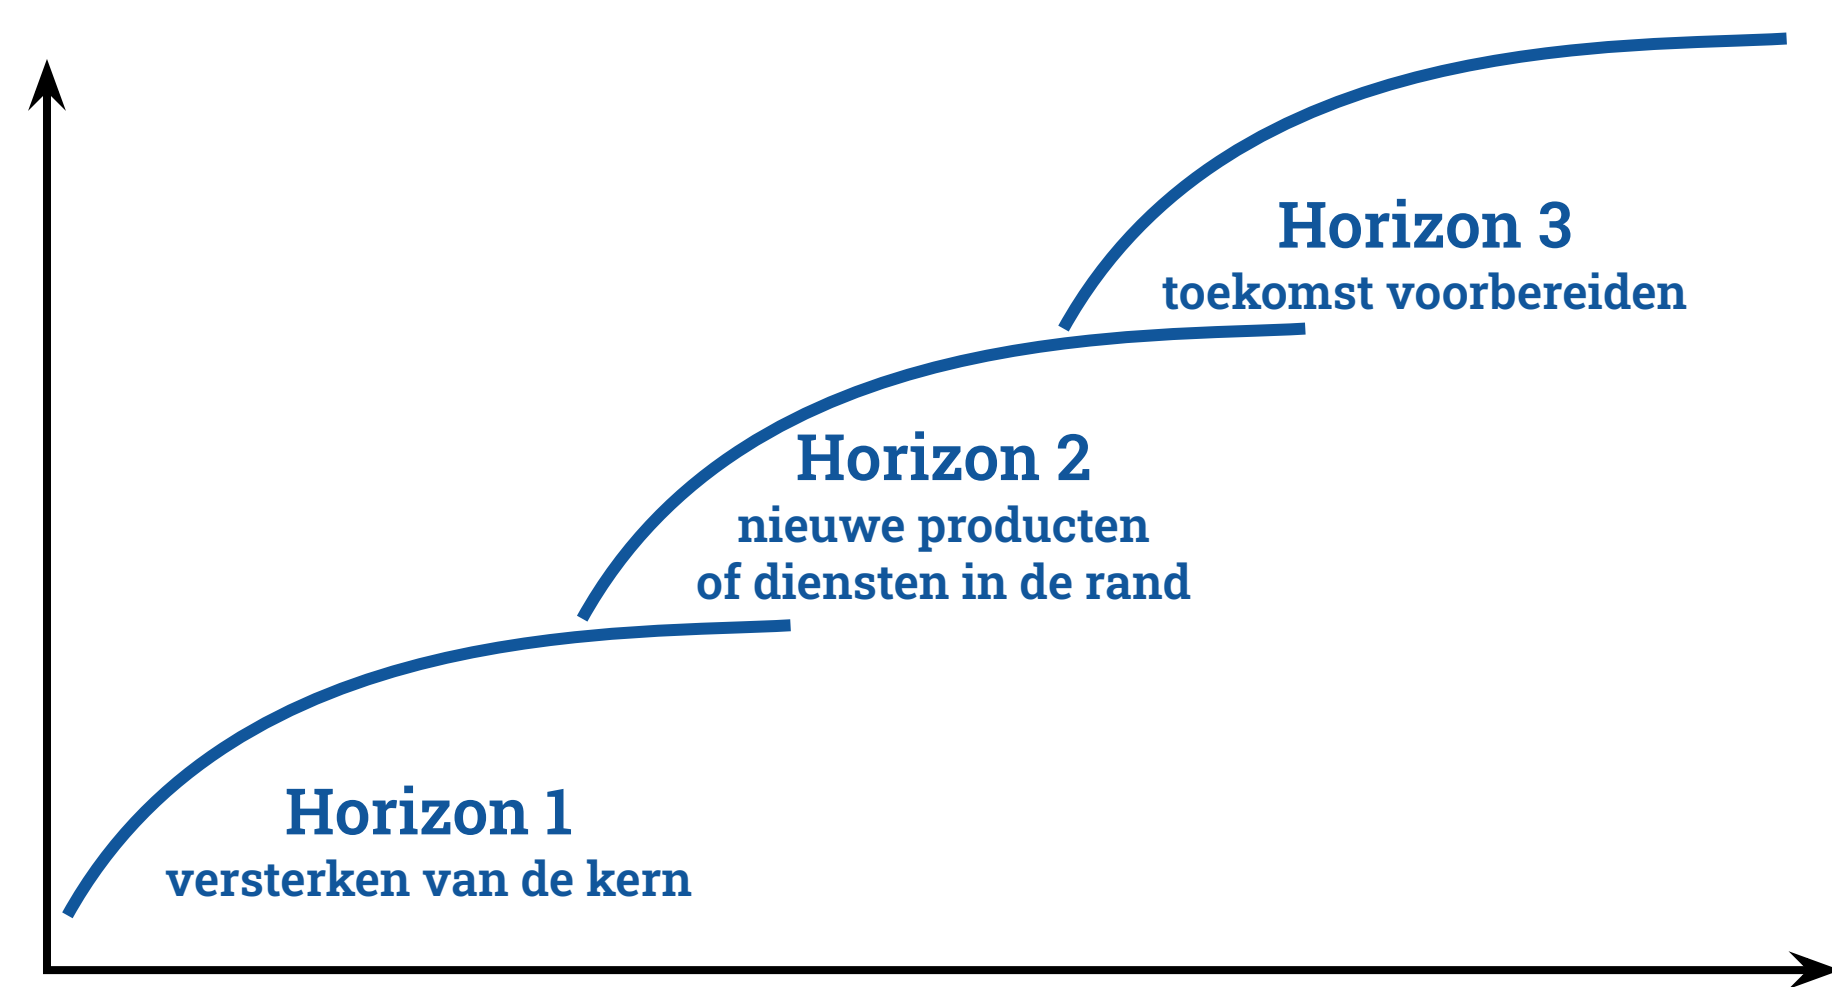 Horizon 3
toekomst voorbereiden
Horizon 2
nieuwe producten
of diensten in de rand
Horizon 1
versterken van de kern